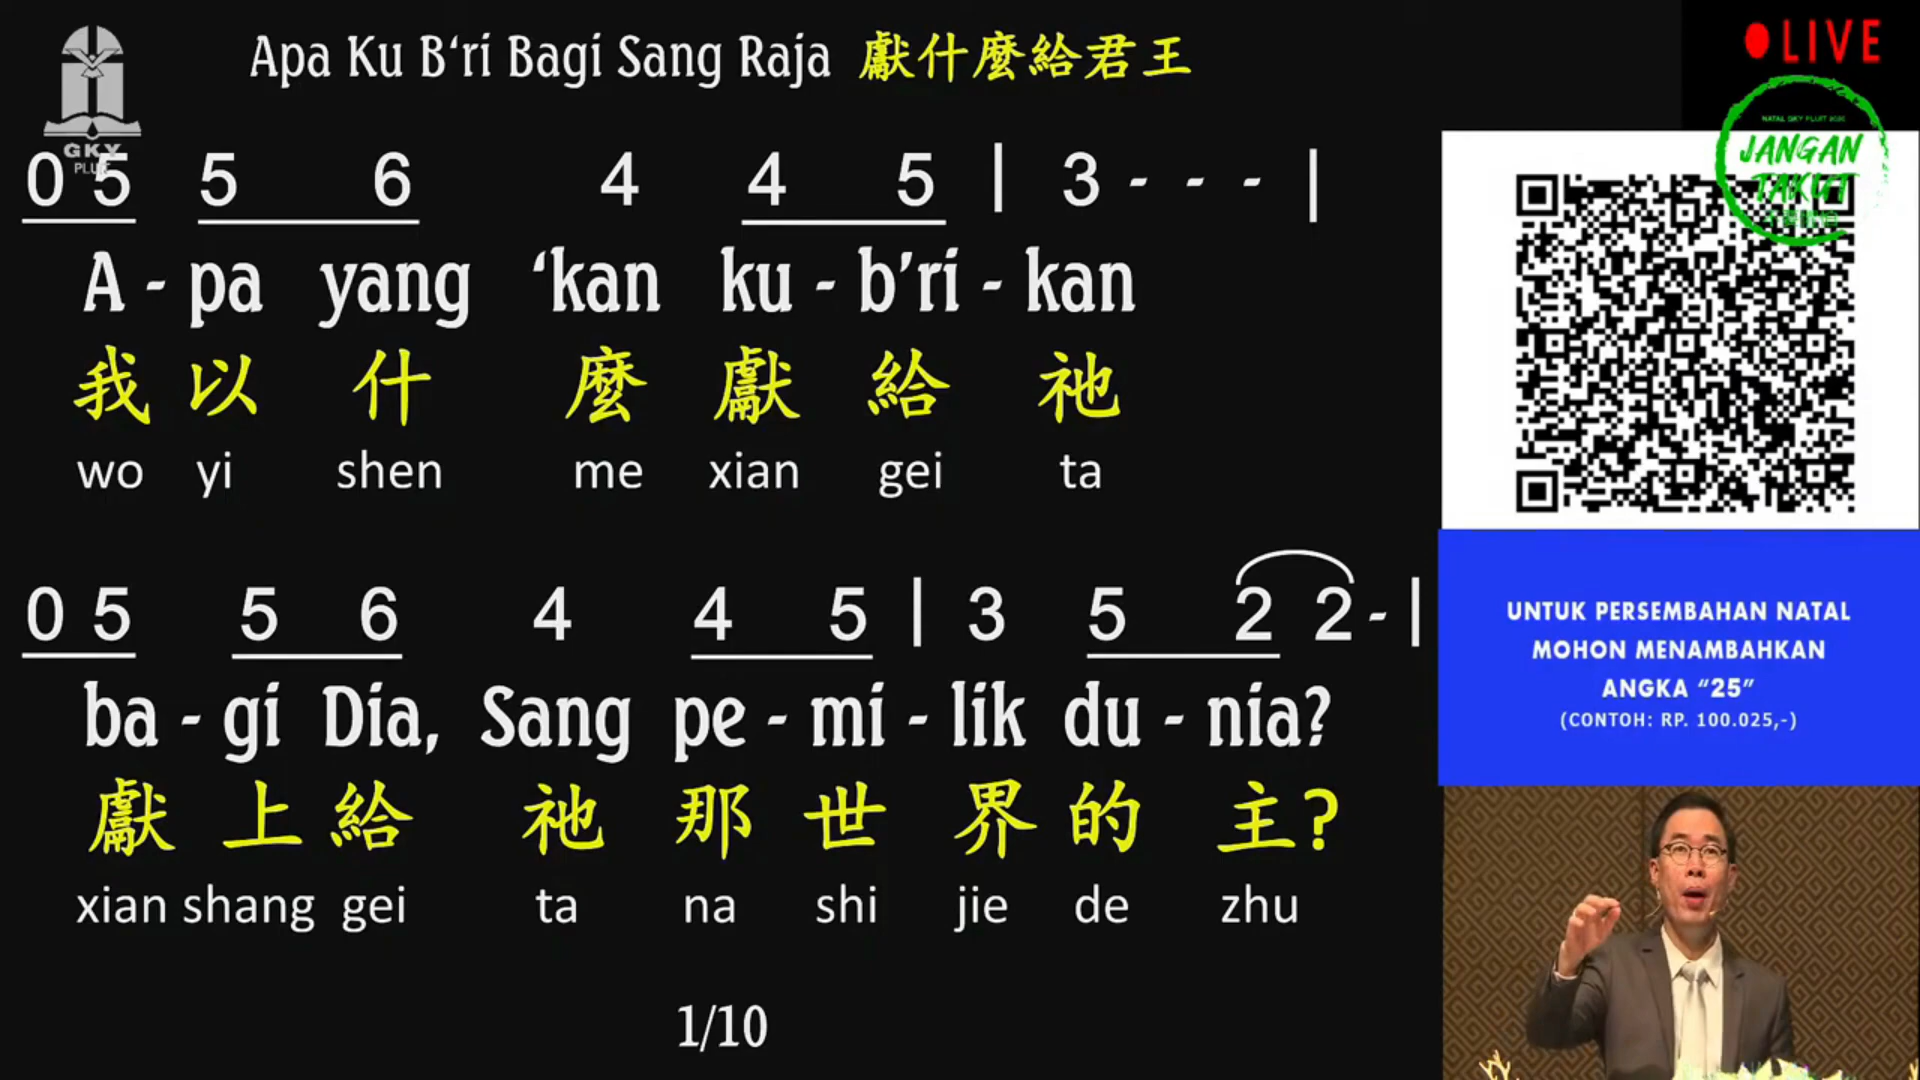 Apa Ku B‘ri Bagi Sang Raja 獻什麼給君王
LIVE
GKY
PLUIT
NATAL GKY PLUIT 2020
JANGAN
TAKUT
0 5 5 6 4 4 5 | 3 - - - |
A - pa yang ‘kan ku - b’ri - kan
我以什麼獻給祂
wo yi shen me xian gei ta
0 5 5 6 4 4 5 | 3 5 2 2 - |
ba - gi Dia, Sang pe - mi - lik du - nia?
獻上給祂那世界的主?
xian shang gei ta na shi jie de zhu
1/10
UNTUK PERSEMBAHAN NATAL
MOHON MENAMBAHKAN
ANGKA “25”
(CONTOH: RP. 100.025,-)